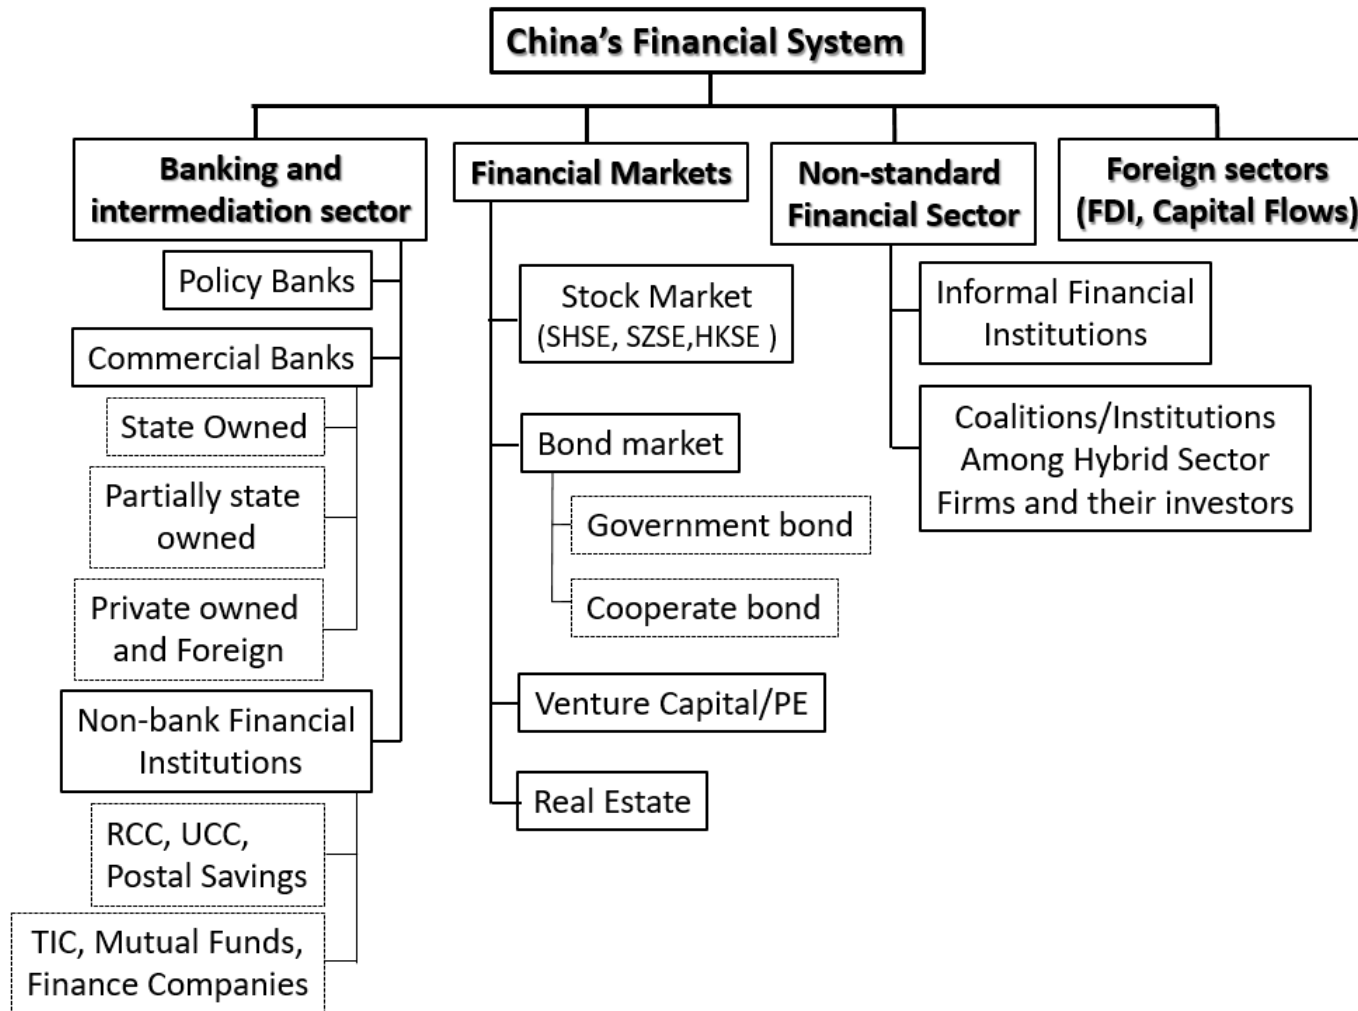 China’s Financial System
Banking and
intermediation sector
Policy Banks
Commercial Banks
State Owned
Partially state
owned
Private owned
and Foreign
Non-bank Financial
Institutions
RCC, UCC,
Postal Savings
TIC, Mutual Funds,
Finance Companies
Financial Markets
Stock Market
(SHSE, SZSE,HKSE )
Bond market
Government bond
Cooperate bond
Venture Capital/PE
Real Estate
Non-standard
Financial Sector
Informal Financial
Institutions
Coalitions/Institutions
Among Hybrid Sector
Firms and their investors
Foreign sectors
(FDI, Capital Flows)